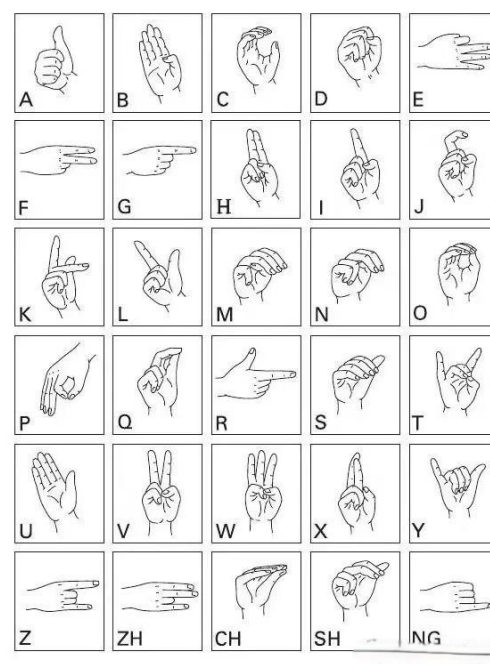 A B C D E
F G H I J
K L M N O
P Q R S T
U V W X Y
Z ZH CH SH NG